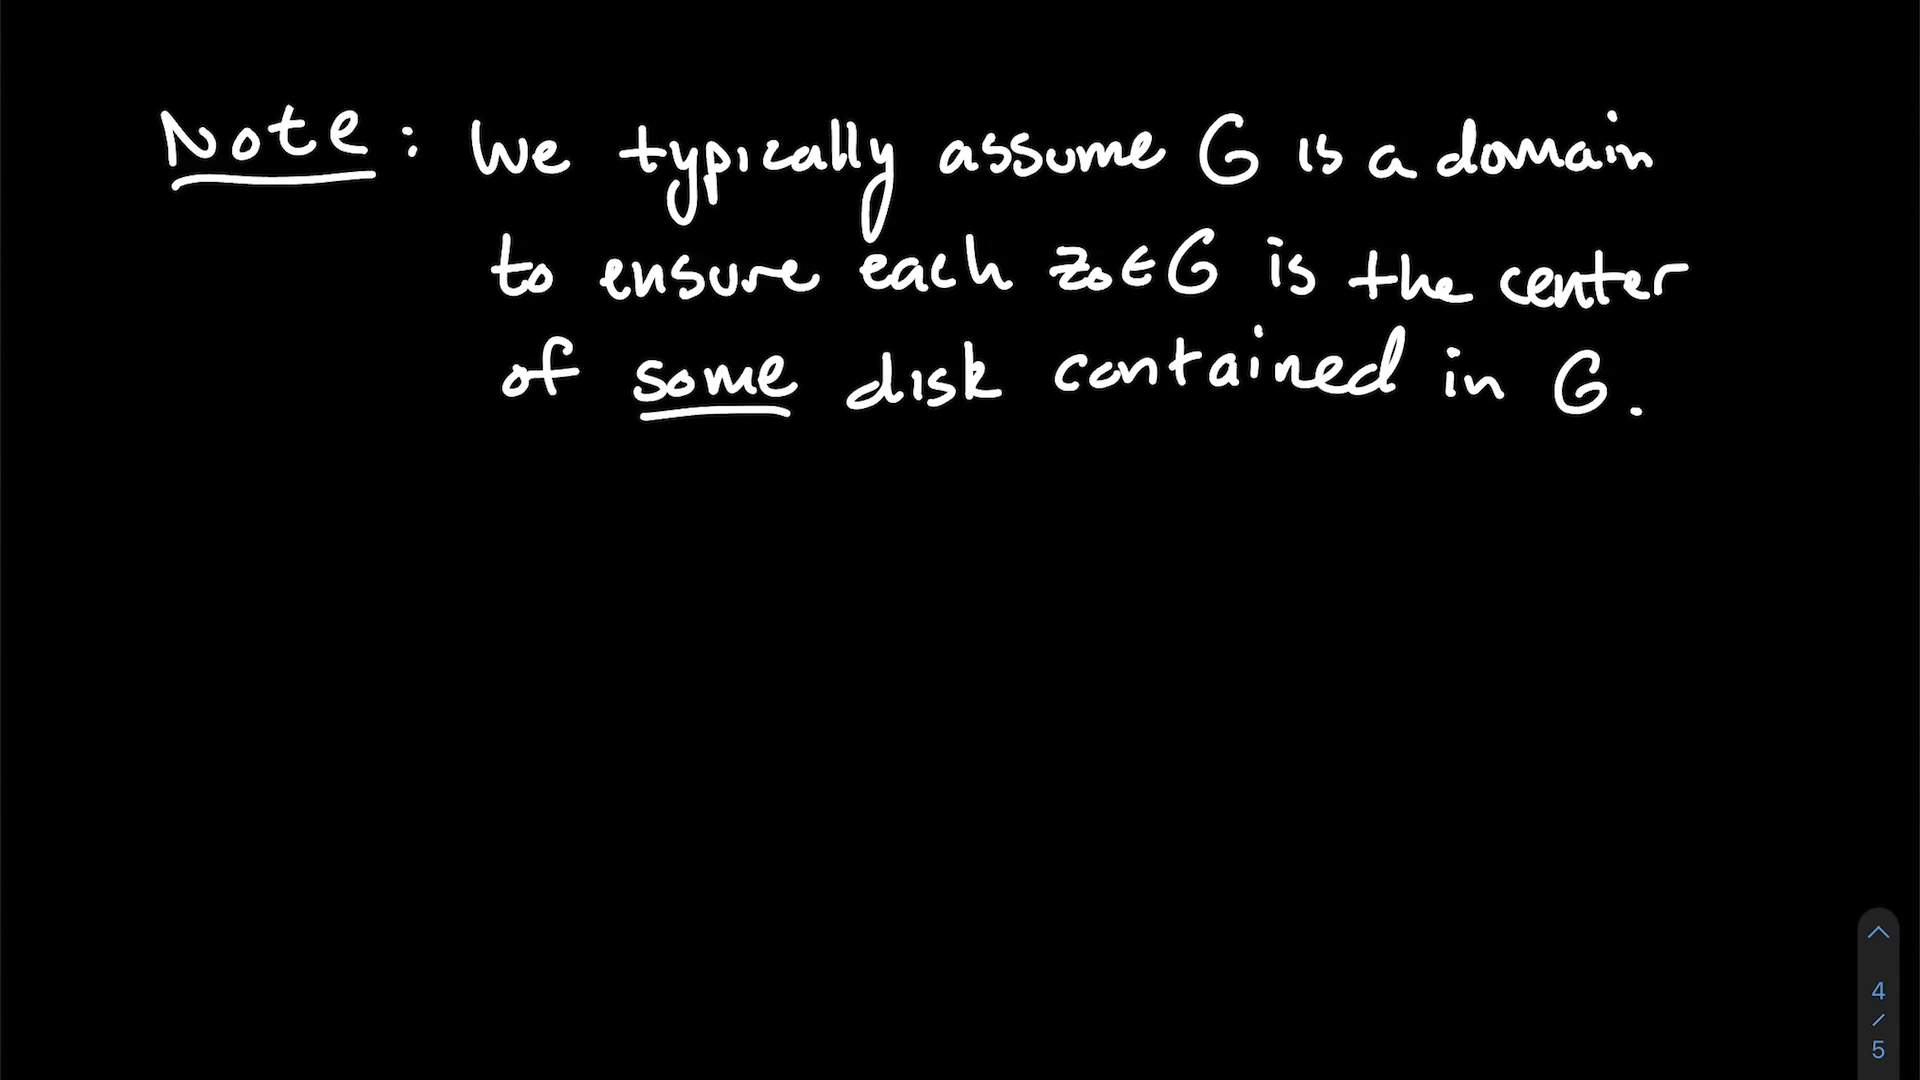 Note: We typically assume G is a domain
to ensure each z₀∈G is the center
of some disk contained in G.
4
/
5